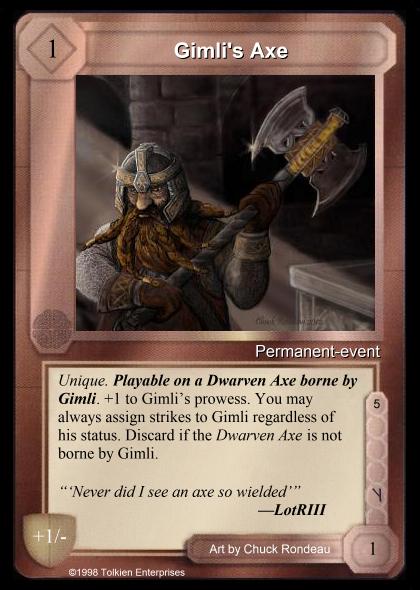 1
Gimli's Axe
Permanent-event
Unique. Playable on a Dwarven Axe borne by
Gimli. +1 to Gimli's prowess. You may
always assign strikes to Gimli regardless of
his status. Discard if the Dwarven Axe is not
borne by Gimli.
“‘Never did I see an axe so wielded’”
—LotRIII
5
+1/-
Art by Chuck Rondeau
1
©1998 Tolkien Enterprises